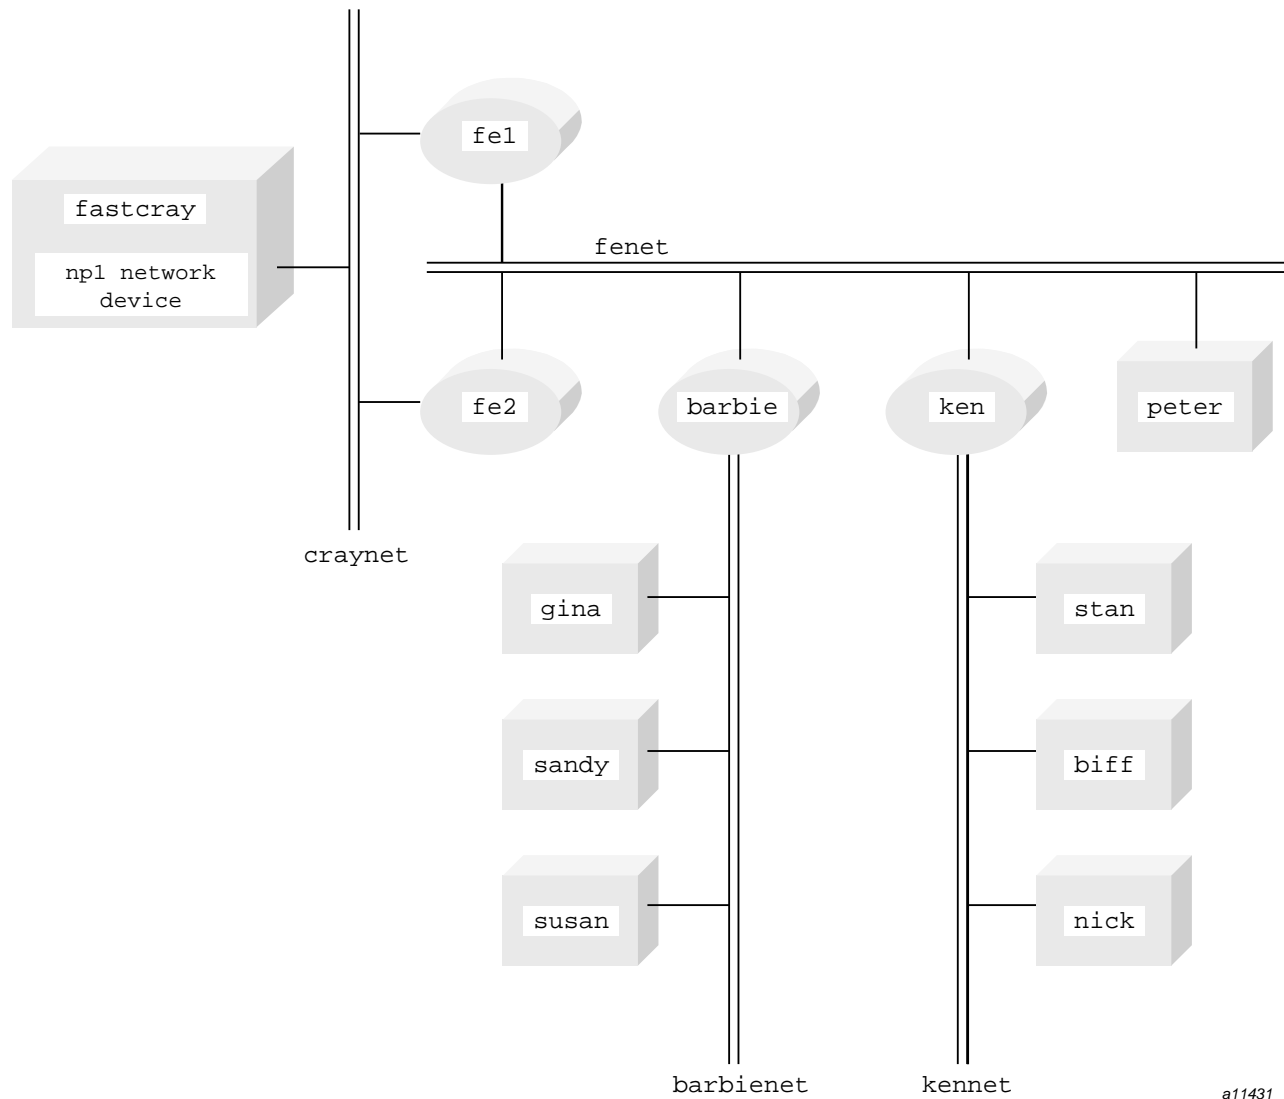 fe1
fastcray
fenet
np1 network
device
fe2
barbie
ken
peter
craynet
gina
stan
sandy
biff
susan
nick
barbienet
kennet
a11431